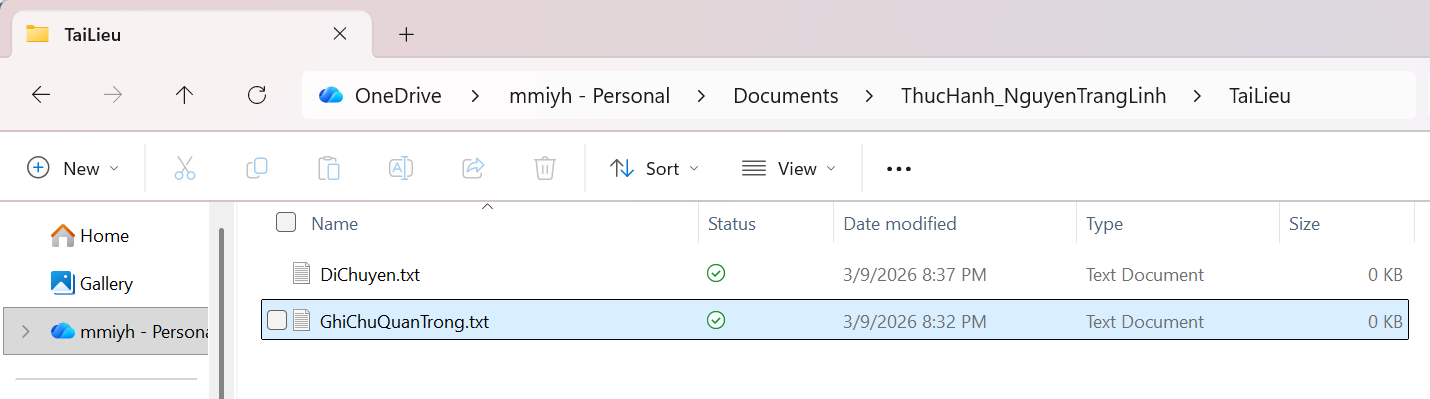 TaiLieu
OneDrive > mmiyh - Personal > Documents > ThucHanh_NguyenTrangLinh > TaiLieu
New Sort View
Home
Gallery
mmiyh - Persona
Name Status Date modified Type Size
DiChuyen.txt 3/9/2026 8:37 PM Text Document 0 KB
GhiChuQuanTrong.txt 3/9/2026 8:32 PM Text Document 0 KB